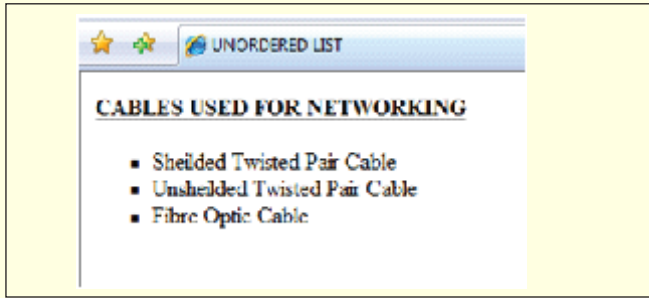 UNORDERED LIST
CABLES USED FOR NETWORKING
Sheilded Twisted Pair Cable
Unsheilded Twisted Pair Cable
Fibre Optic Cable